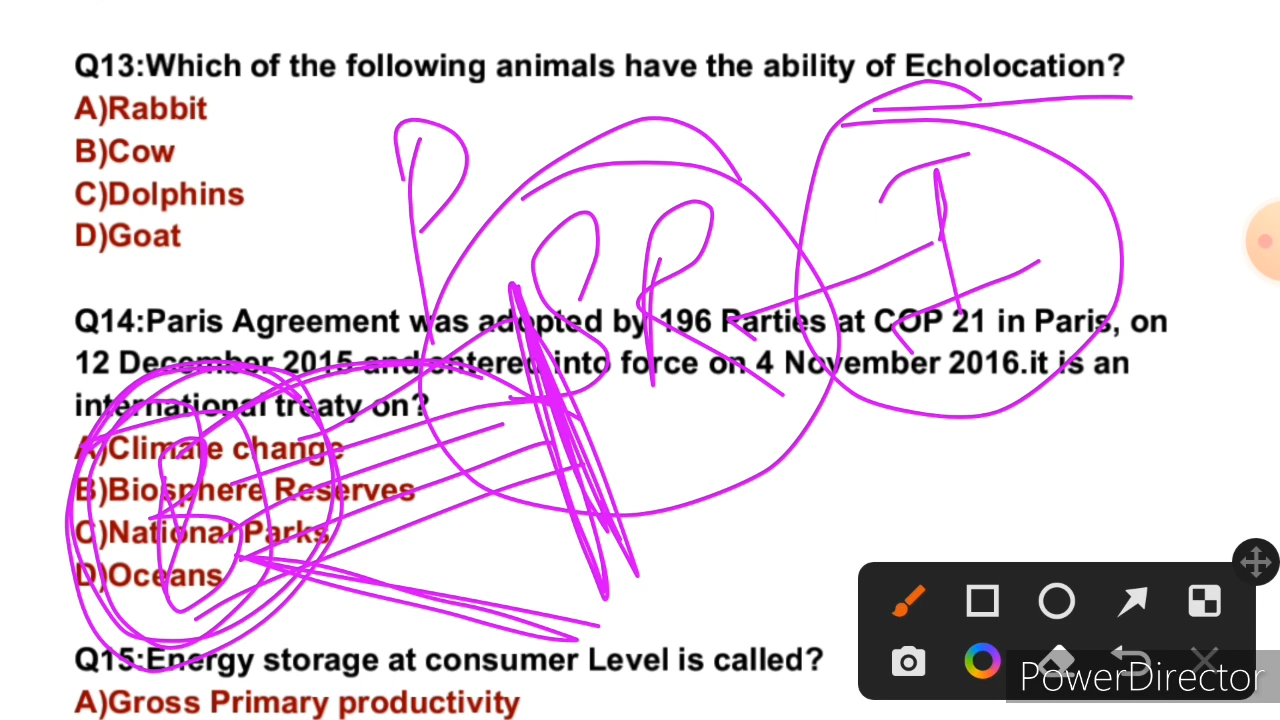 Q13:Which of the following animals have the ability of Echolocation?
A)Rabbit
B)Cow
C)Dolphins
D)Goat
Q14:Paris Agreement was adopted by 196 Parties at COP 21 in Paris, on
12 December 2015 and entered into force on 4 November 2016.it is an
international treaty on?
A)Climate change
B)Biosphere Reserves
C)National Parks
D)Oceans
Q15:Energy storage at consumer Level is called?
A)Gross Primary productivity
P
SR
I
B
PowerDirector